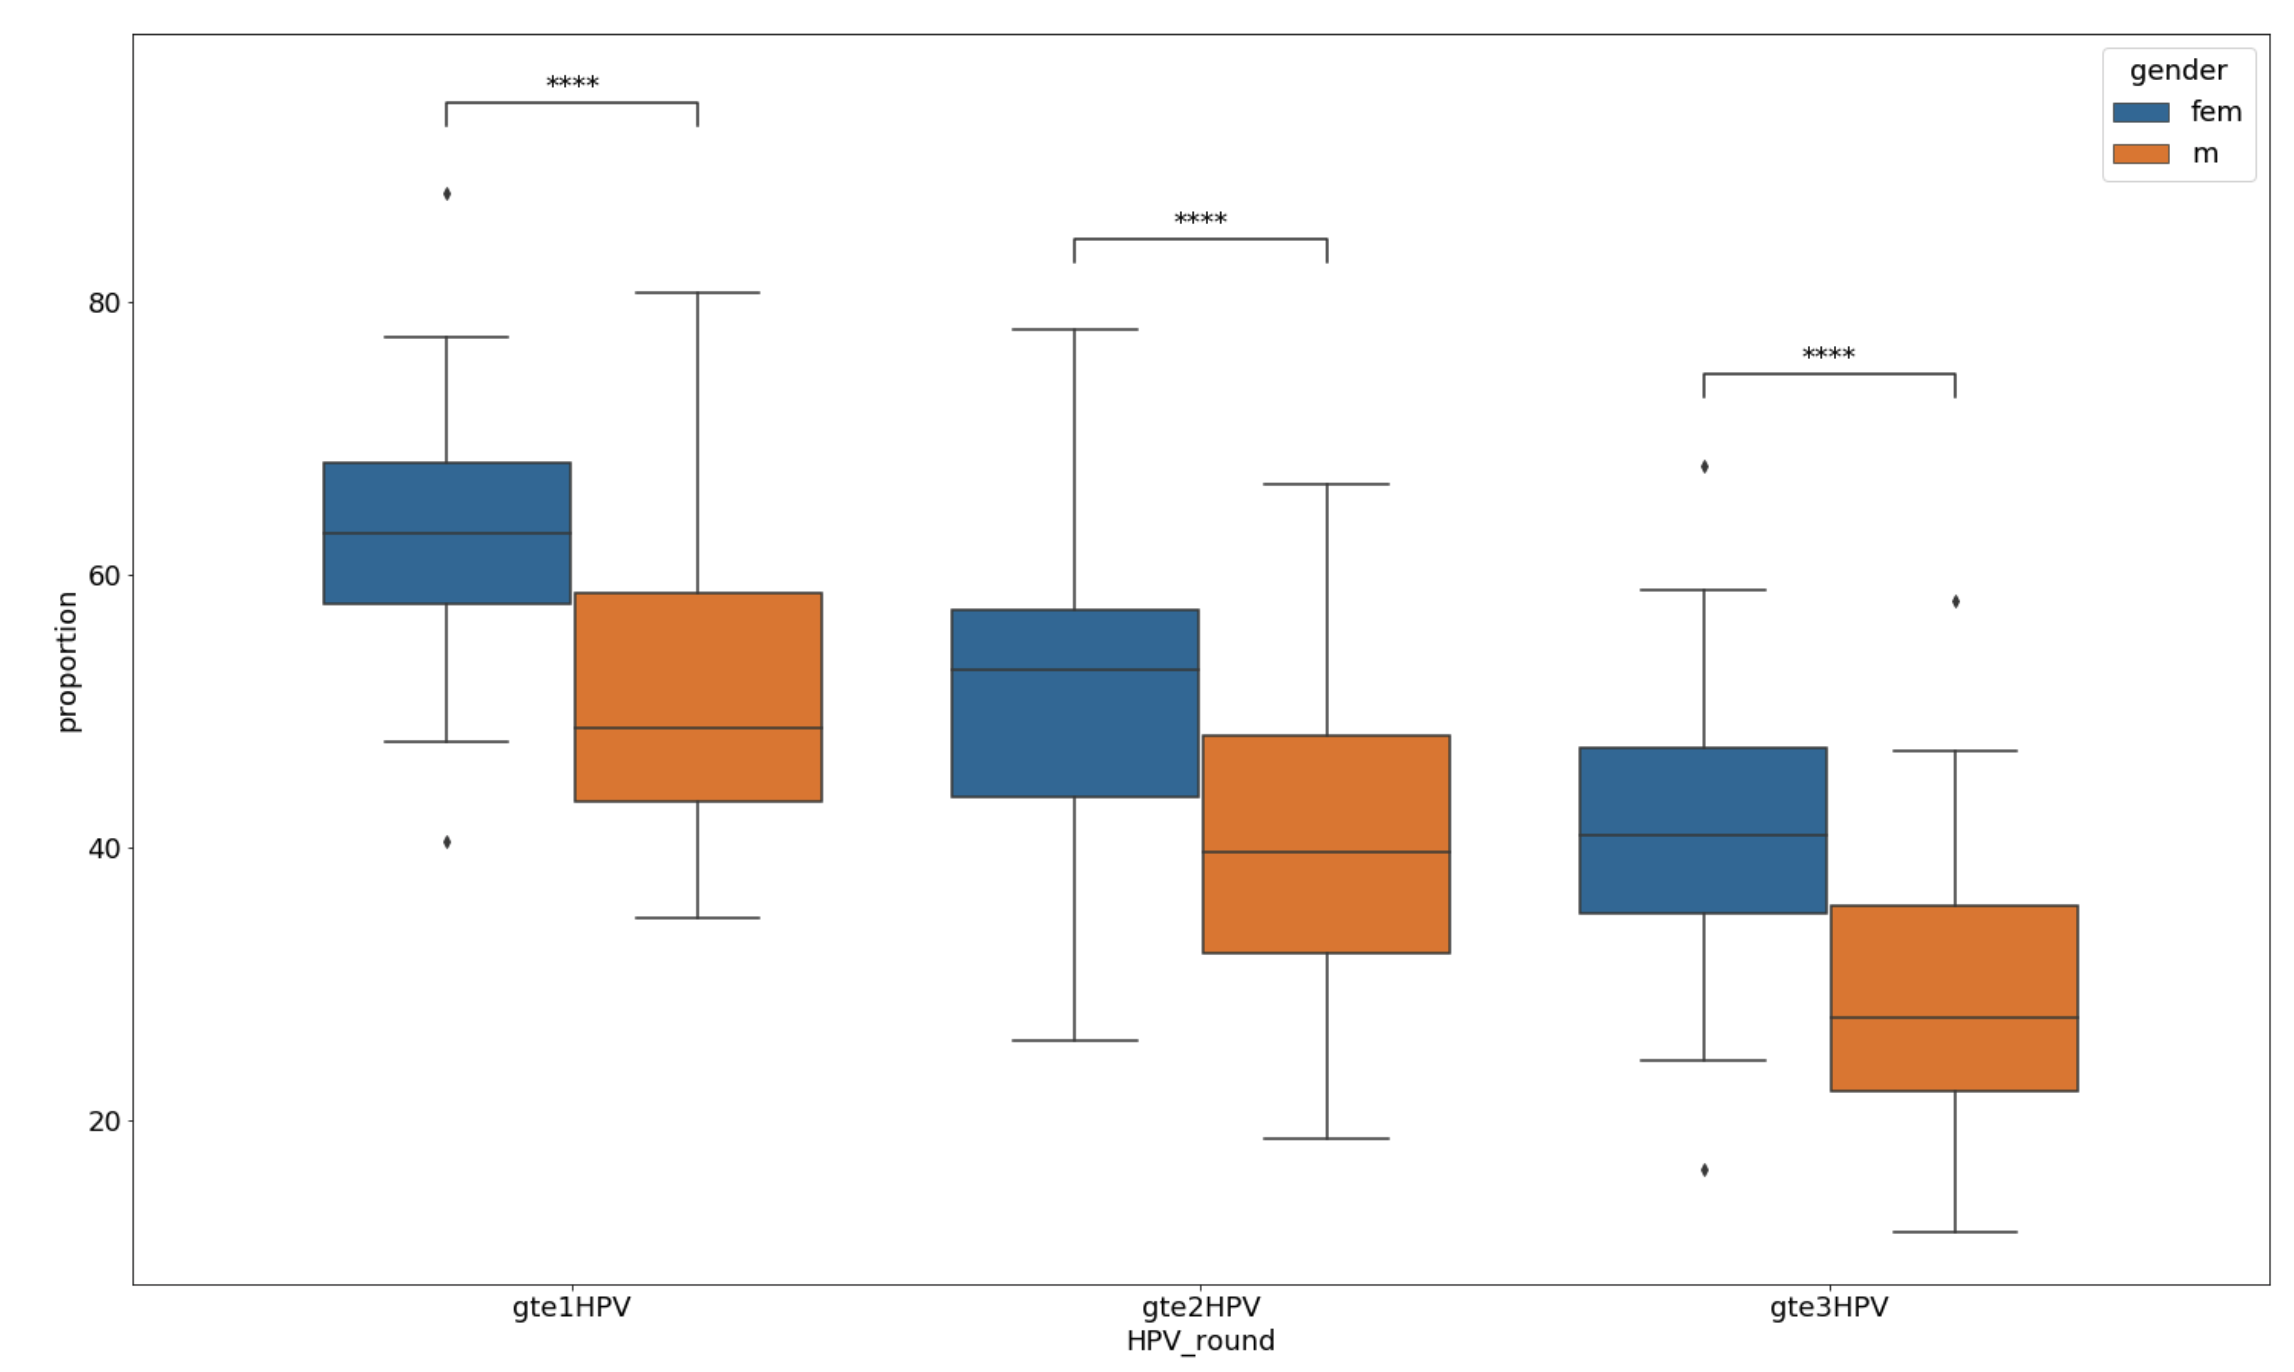 ****
gender
fem
m
****
****
80
60
40
20
proportion
gte1HPV
gte2HPV
gte3HPV
HPV_round